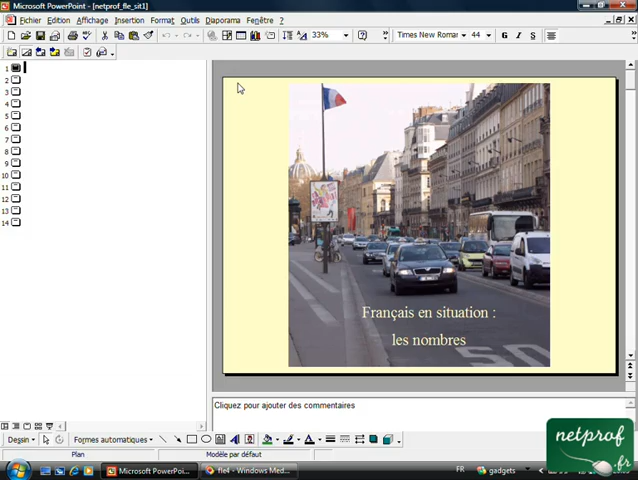 Microsoft PowerPoint - [netprof_fle_sit1]
Fichier Edition Affichage Insertion Format Outils Diaporama Fenêtre ?
33% Times New Roman 44 G I S
1
2
3
4
5
6
7
8
9
10
11
12
13
14
Français en situation :
les nombres
50
Cliquez pour ajouter des commentaires
Dessin Formes automatiques
Plan Modèle par défaut
Microsoft PowerPoi... fle4 - Windows Med... FR gadgets
netprof
.fr